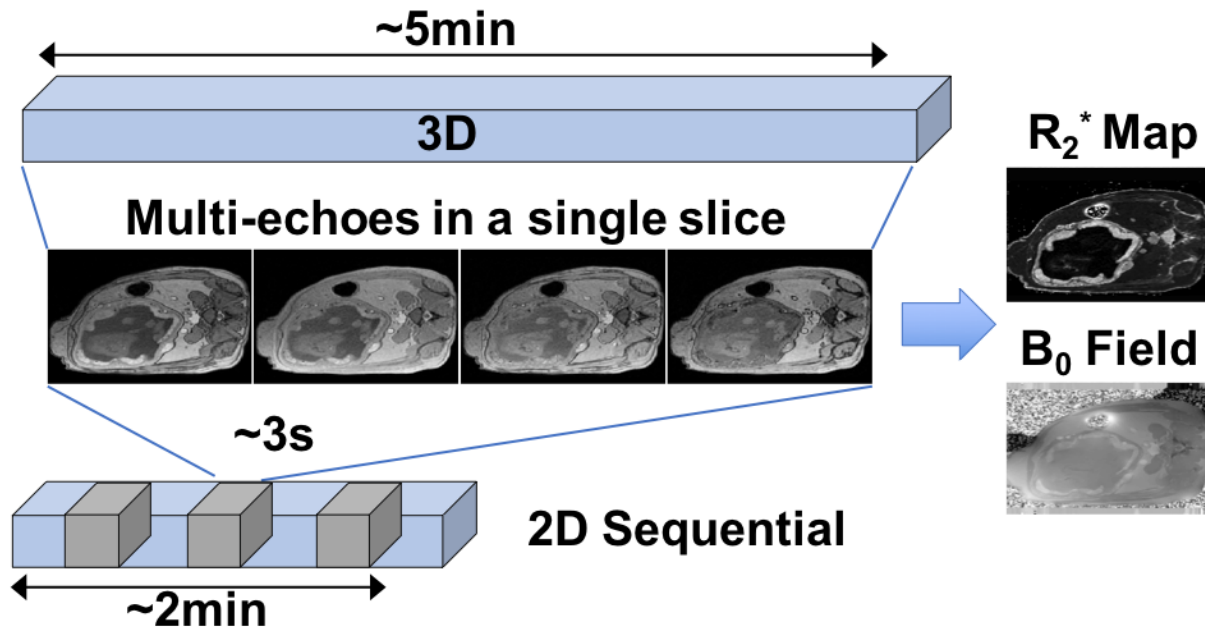 ~5min
3D
Multi-echoes in a single slice
R₂* Map
B₀ Field
~3s
2D Sequential
~2min